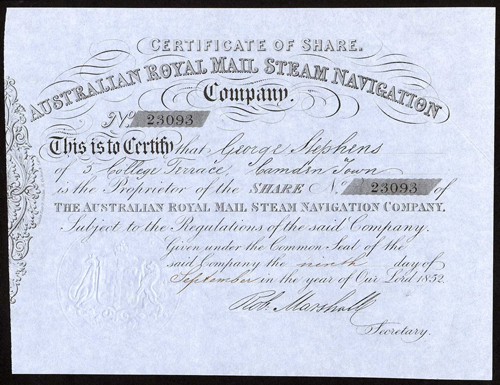 CERTIFICATE OF SHARE.
AUSTRALIAN ROYAL MAIL STEAM NAVIGATION
Company.
No. 23093
This is to Certify that George Stephens
of 3 College Terrace, Camden Town
is the Proprietor of the SHARE No. 23093 of
THE AUSTRALIAN ROYAL MAIL STEAM NAVIGATION COMPANY.
Subject to the Regulations of the said Company.
Given under the Common Seal of the
said Company the ninth day of
September in the year of Our Lord 1852.
Rob. Marshall
Secretary.